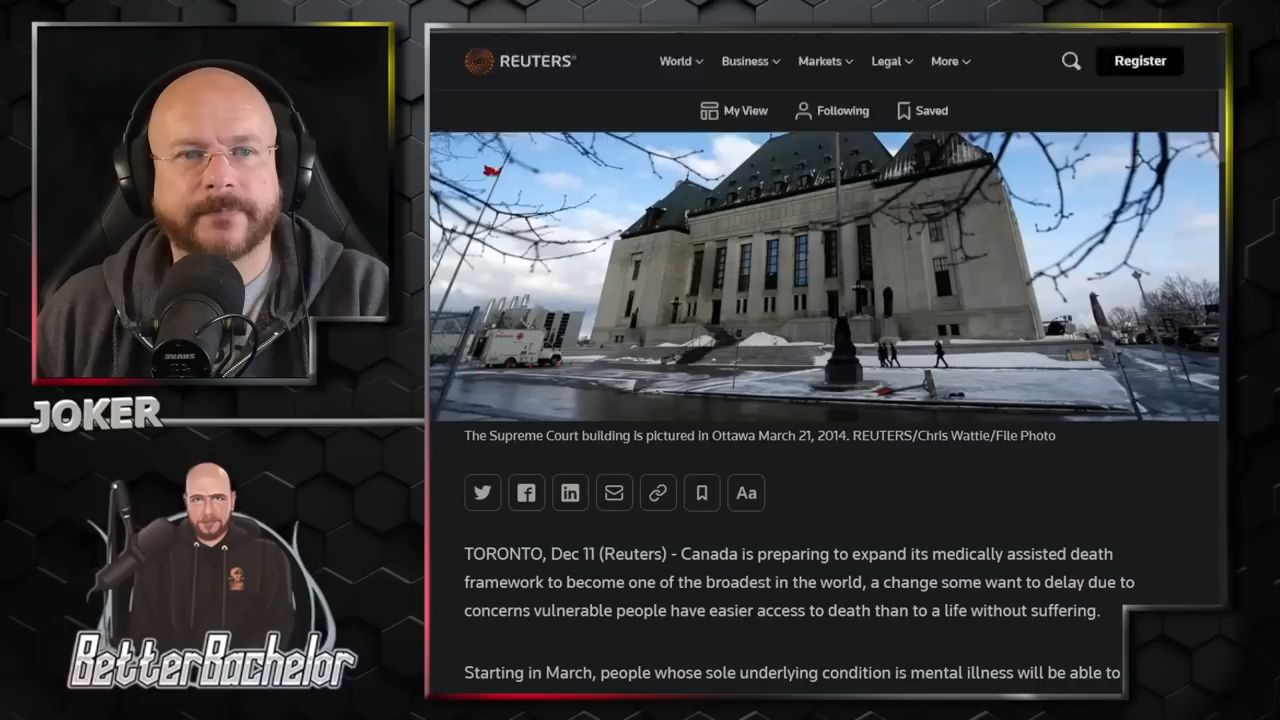 REUTERS
World
Business
Markets
Legal
More
Register
My View
Following
Saved
SHURE
JOKER
The Supreme Court building is pictured in Ottawa March 21, 2014. REUTERS/Chris Wattie/File Photo
Aa
TORONTO, Dec 11 (Reuters) - Canada is preparing to expand its medically assisted death
framework to become one of the broadest in the world, a change some want to delay due to
concerns vulnerable people have easier access to death than to a life without suffering.
Starting in March, people whose sole underlying condition is mental illness will be able to
BetterBachelor